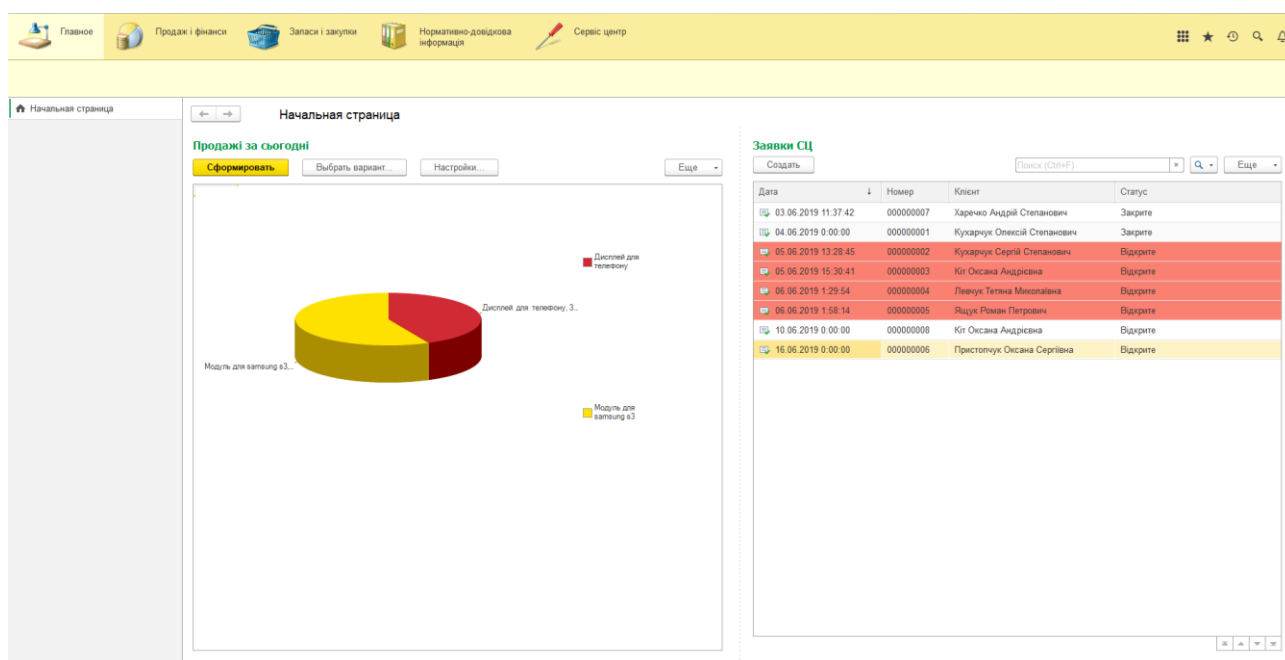 Главное
Продаж і фінанси
Запаси і закупки
Нормативно-довідкова
інформація
Сервіс центр
Начальная страница
Начальная страница
Продажі за сьогодні
Сформировать Выбрать вариант... Настройки... Еще
Дисплей для
телефону
Дисплей для телефону, 3...
Модуль для samsung s3,...
Модуль для
samsung s3
Заявки СЦ
Создать Поиск (Ctrl+F) Еще
Дата Номер Клієнт Статус
03.06.2019 11:37:42 000000007 Харечко Андрій Степанович Закрите
04.06.2019 0:00:00 000000001 Кухарчук Олексій Степанович Закрите
05.06.2019 13:28:45 000000002 Кухарчук Сергій Степанович Відкрите
05.06.2019 15:30:41 000000003 Кіт Оксана Андрієвна Відкрите
06.06.2019 1:29:54 000000004 Левчук Тетяна Миколаївна Відкрите
06.06.2019 1:58:14 000000005 Ящук Роман Петрович Відкрите
10.06.2019 0:00:00 000000008 Кіт Оксана Андрієвна Відкрите
16.06.2019 0:00:00 000000006 Пристопчук Оксана Сергіївна Відкрите